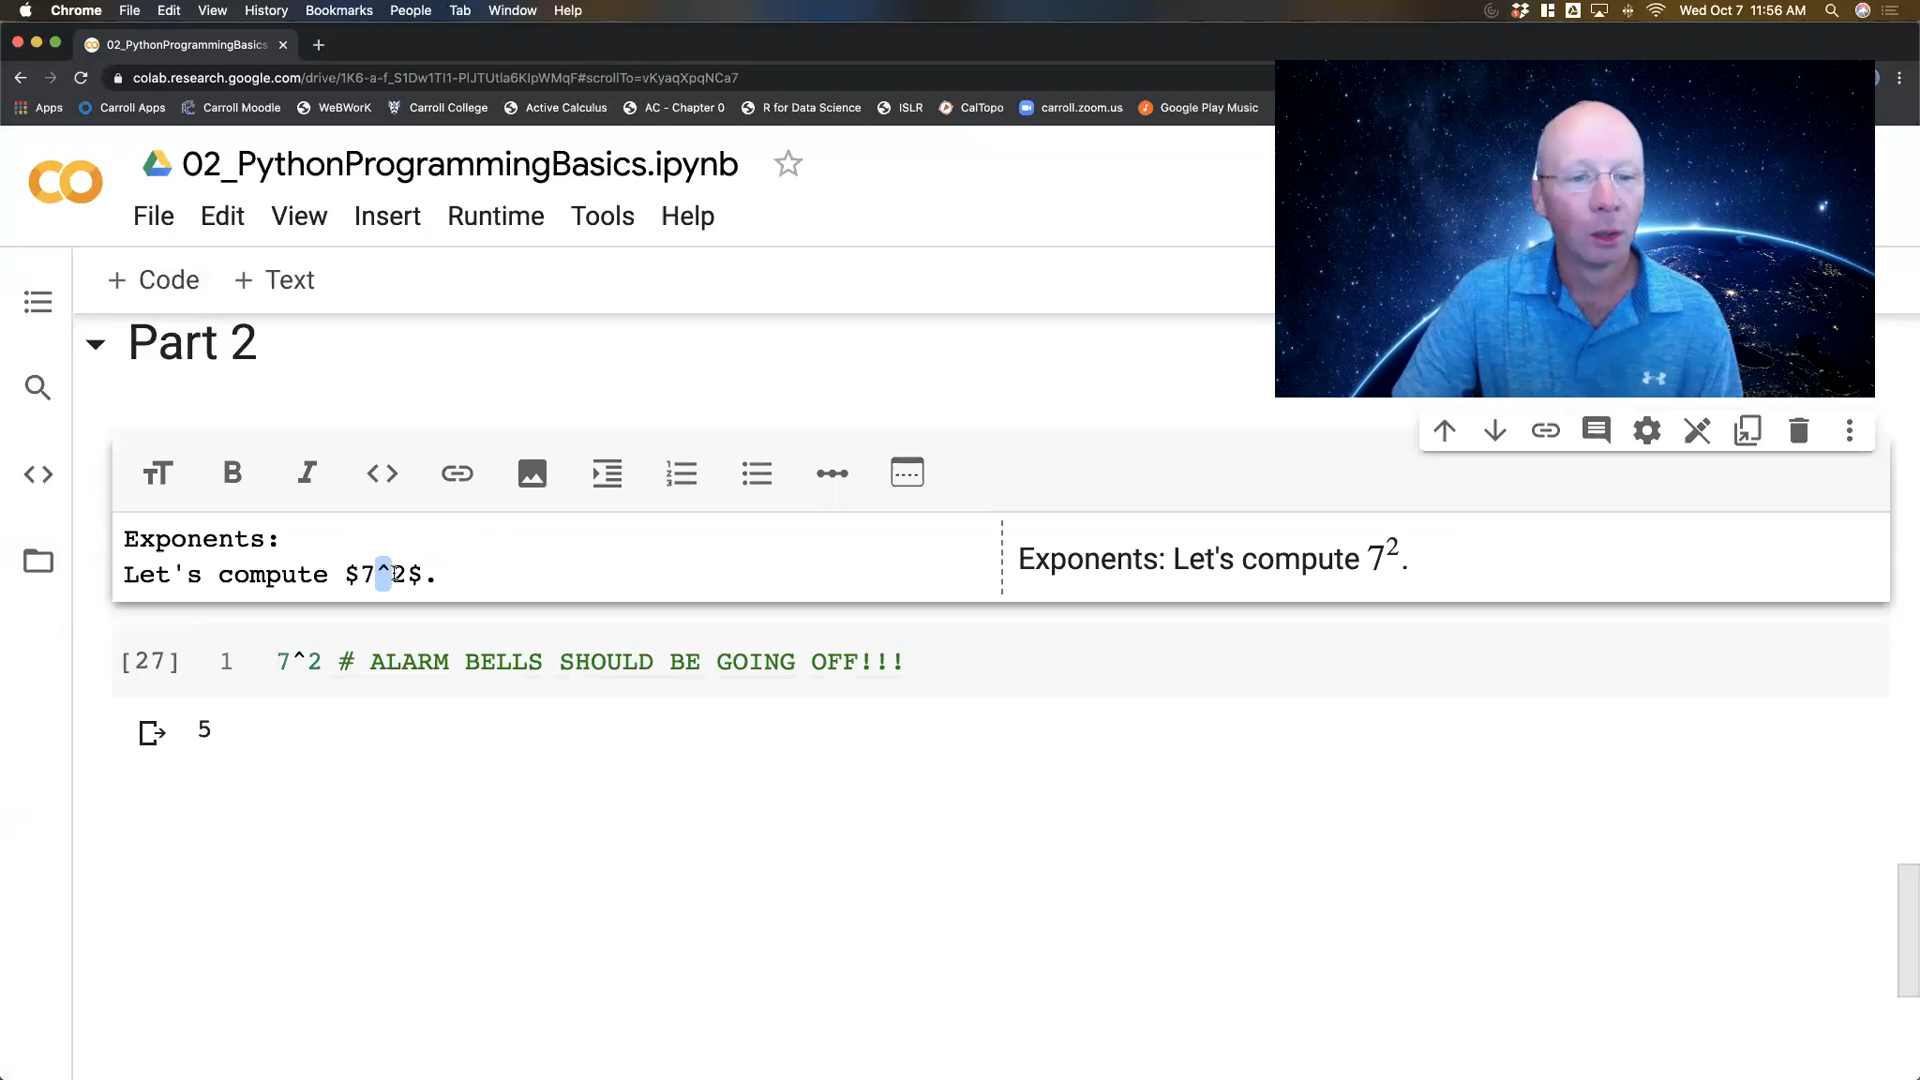 Chrome File Edit View History Bookmarks People Tab Window Help Wed Oct 7 11:56 AM
02_PythonProgrammingBasics.
colab.research.google.com/drive/1K6-a-f_S1Dw1TI1-PlJTUtla6KIpWMqF#scrollTo=vKyaqXpqNCa7
Apps Carroll Apps Carroll Moodle WeBWorK Carroll College Active Calculus AC - Chapter 0 R for Data Science ISLR CalTopo carroll.zoom.us Google Play Music
02_PythonProgrammingBasics.ipynb
File Edit View Insert Runtime Tools Help
+ Code + Text
Part 2
Exponents:
Let's compute $7^2$.
Exponents: Let's compute 7².
[27] 1 7^2 # ALARM BELLS SHOULD BE GOING OFF!!!
5